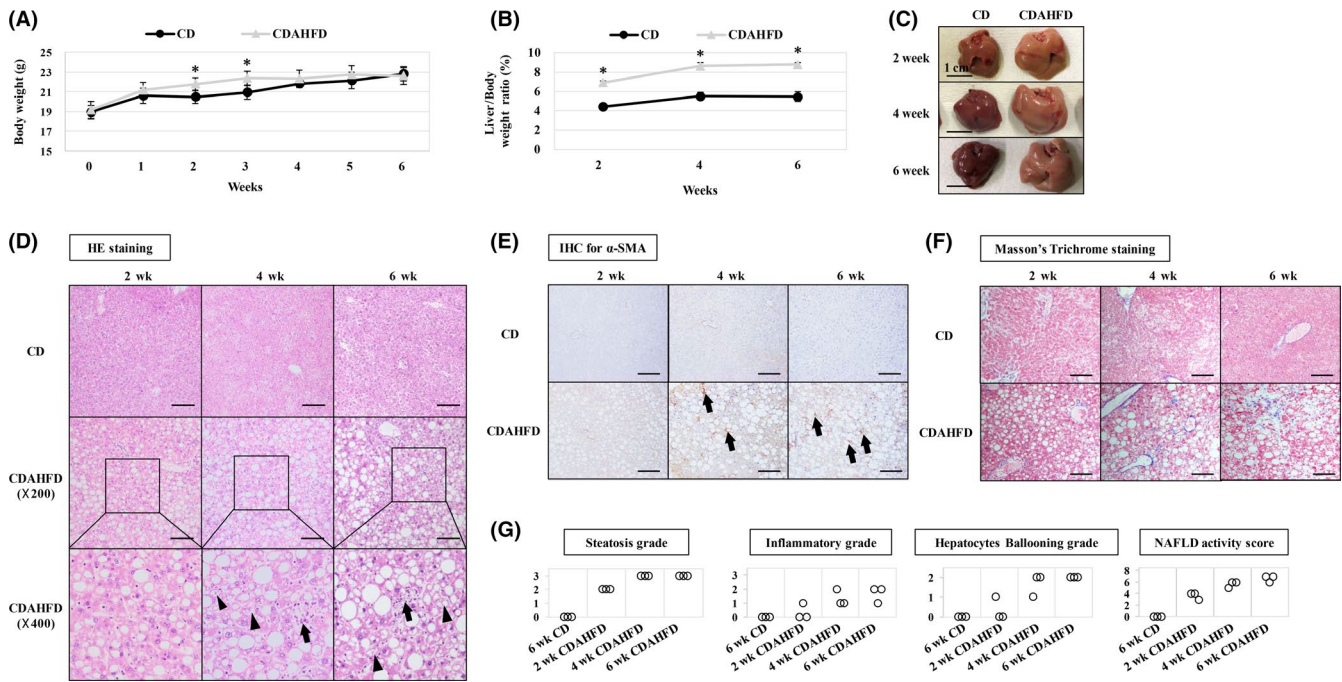 (A)
CD
CDAHFD
Body weight (g)
25
23
21
19
17
15
*
*
0
1
2
3
4
5
6
Weeks
(B)
CD
CDAHFD
Liver/Body
weight ratio (%)
10
8
6
4
2
0
*
*
*
2
4
6
Weeks
(C)
CD
CDAHFD
2 week
1 cm
4 week
6 week
(D)
HE staining
2 wk
4 wk
6 wk
CD
CDAHFD
(X200)
CDAHFD
(X400)
(E)
IHC for α-SMA
2 wk
4 wk
6 wk
CD
CDAHFD
(F)
Masson's Trichrome staining
2 wk
4 wk
6 wk
CD
CDAHFD
(G)
Steatosis grade
3
2
1
0
6 wk CD
2 wk CDAHFD
4 wk CDAHFD
6 wk CDAHFD
Inflammatory grade
3
2
1
0
6 wk CD
2 wk CDAHFD
4 wk CDAHFD
6 wk CDAHFD
Hepatocytes Ballooning grade
2
1
0
6 wk CD
2 wk CDAHFD
4 wk CDAHFD
6 wk CDAHFD
NAFLD activity score
8
6
4
2
0
6 wk CD
2 wk CDAHFD
4 wk CDAHFD
6 wk CDAHFD